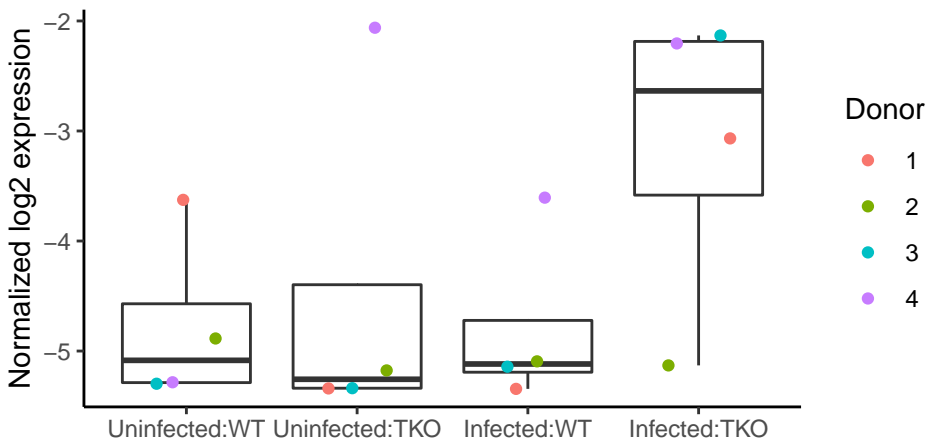 Normalized log2 expression
−2
−3
−4
−5
Uninfected:WT Uninfected:TKO Infected:WT Infected:TKO
Donor
1
2
3
4